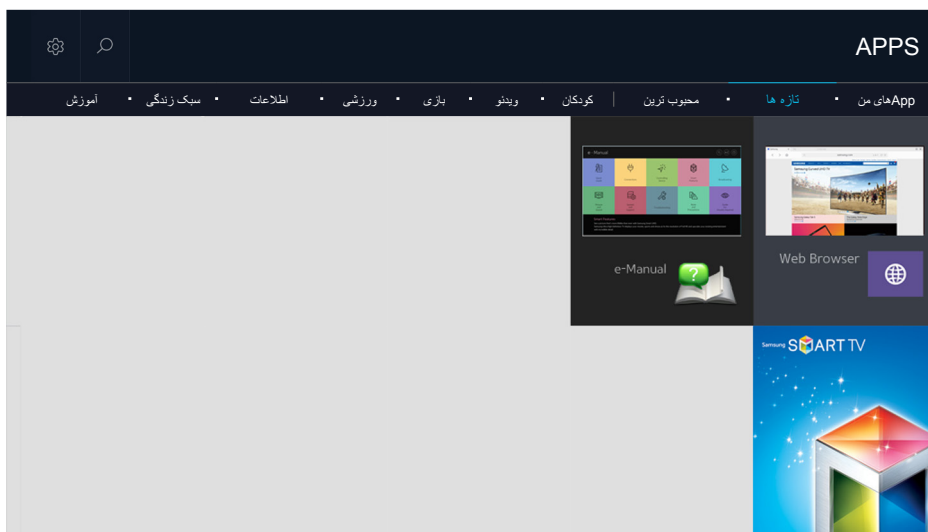 APPS
Appهای من ▪ تازه ها ▪ محبوب ترین | کودکان ▪ ویدئو ▪ بازی ▪ ورزشی ▪ اطلاعات ▪ سبک زندگی ▪ آموزش
e-Manual
Web Browser
e-Manual
Samsung SMART TV